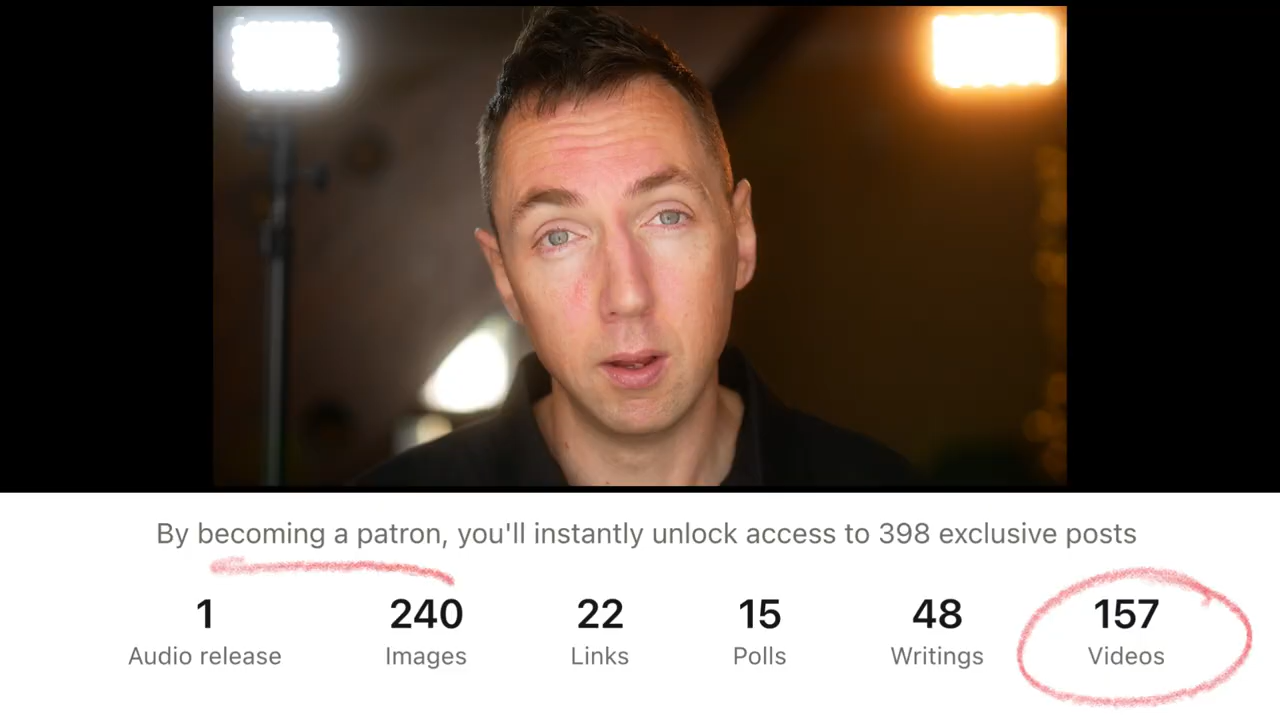 By becoming a patron, you'll instantly unlock access to 398 exclusive posts
1 240 22 15 48 157
Audio release Images Links Polls Writings Videos